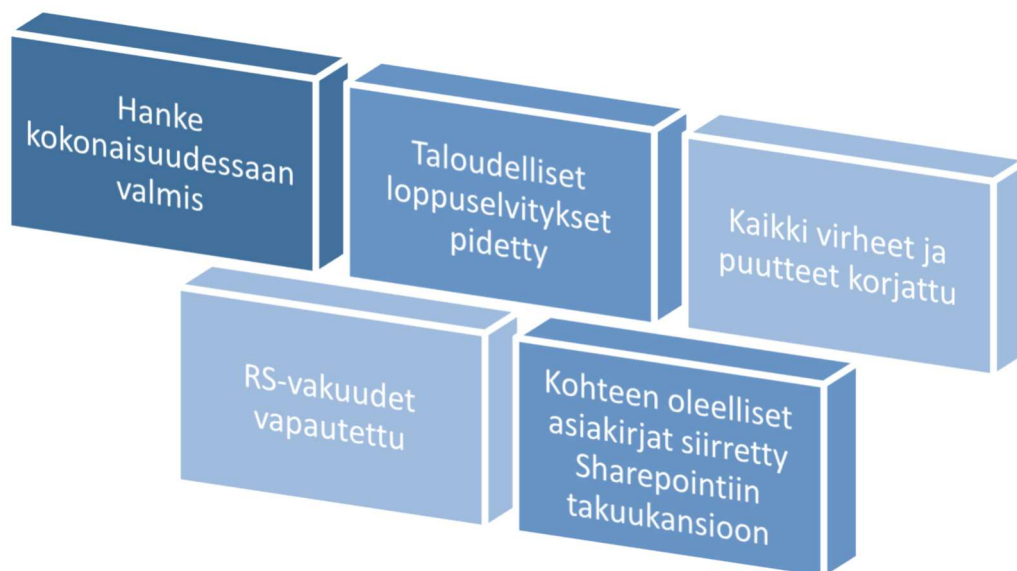 Hanke
kokonaisuudessaan
valmis
Taloudelliset
loppuselvitykset
pidetty
Kaikki virheet ja
puutteet korjattu
RS-vakuudet
vapautettu
Kohteen oleelliset
asiakirjat siirretty
Sharepointiin
takuukansioon